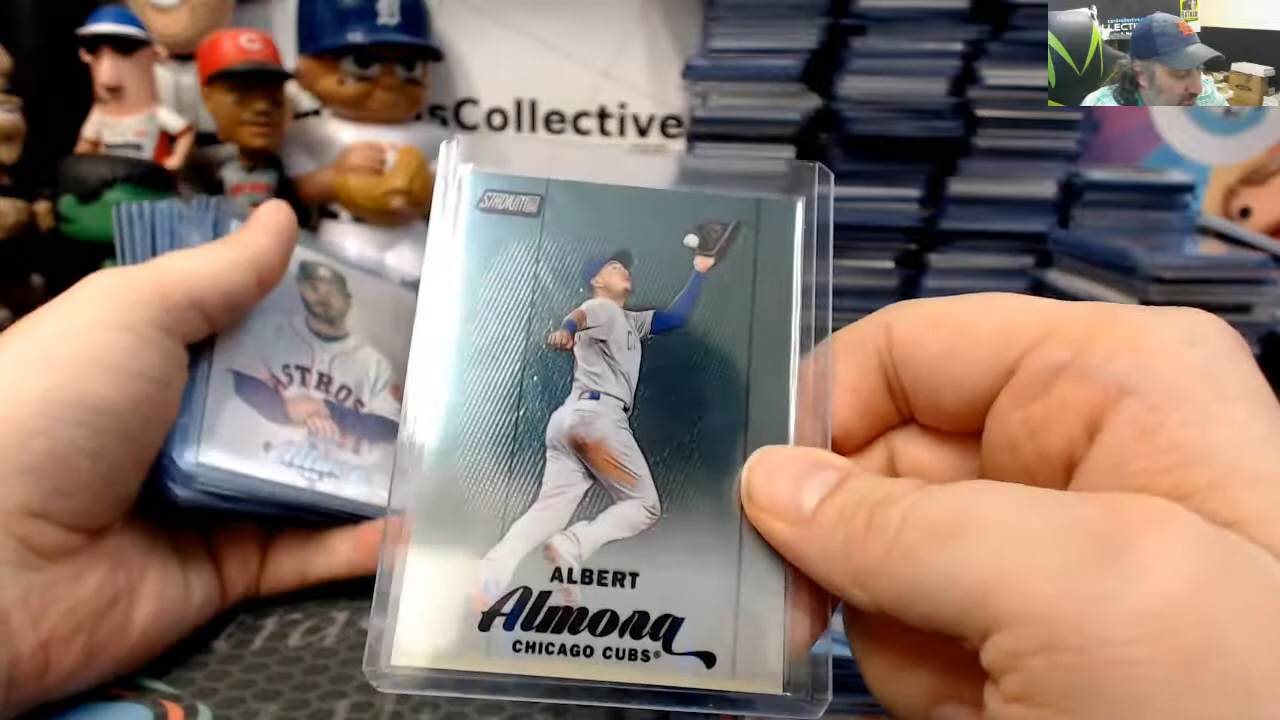 sCollective
STADIUM
ASTROS
ALBERT
Almora
CHICAGO CUBS®